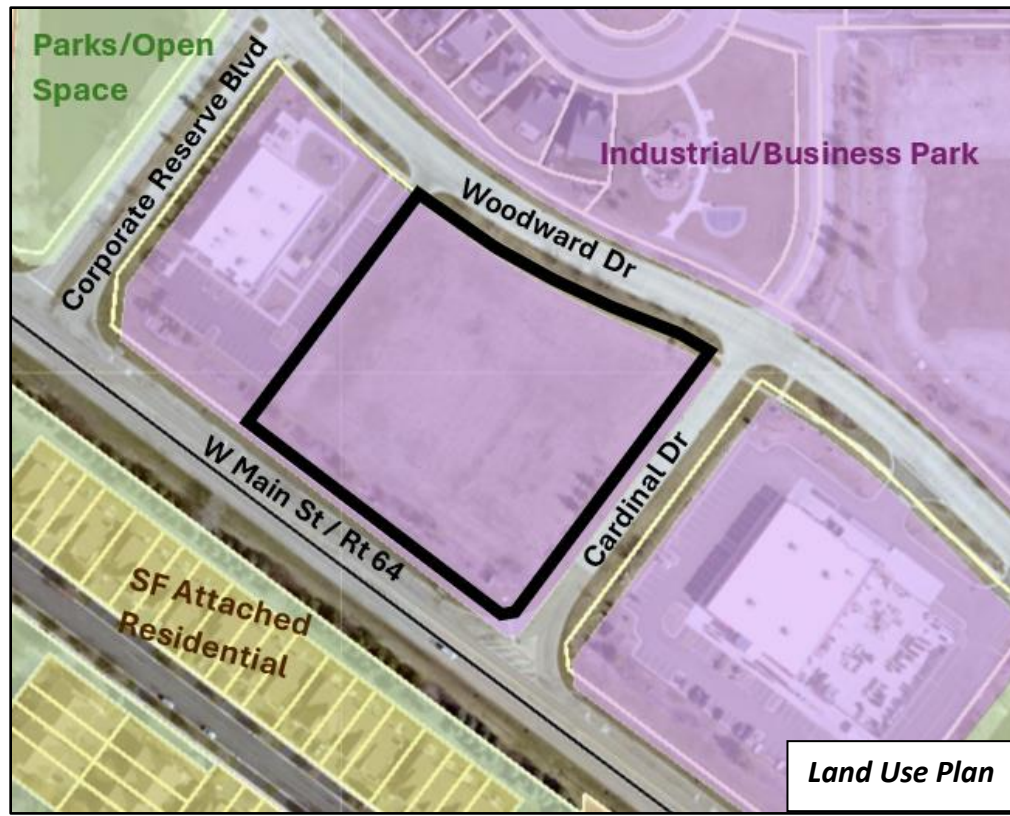 Parks/Open
Space
Corporate Reserve Blvd
Industrial/Business Park
Woodward Dr
W Main St / Rt 64
Cardinal Dr
SF Attached
Residential
Land Use Plan